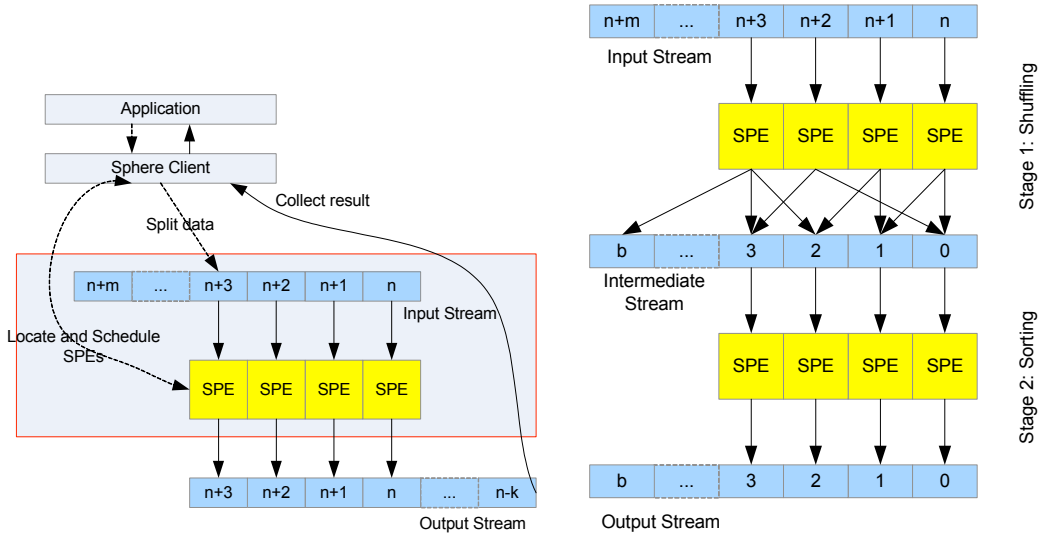 Application
Sphere Client
Collect result
Split data
n+m ... n+3 n+2 n+1 n
Input Stream
Locate and Schedule
SPEs
SPE SPE SPE SPE
n+3 n+2 n+1 n ... n-k
Output Stream
n+m ... n+3 n+2 n+1 n
Input Stream
SPE SPE SPE SPE
Stage 1: Shuffling
b ... 3 2 1 0
Intermediate
Stream
SPE SPE SPE SPE
Stage 2: Sorting
b ... 3 2 1 0
Output Stream